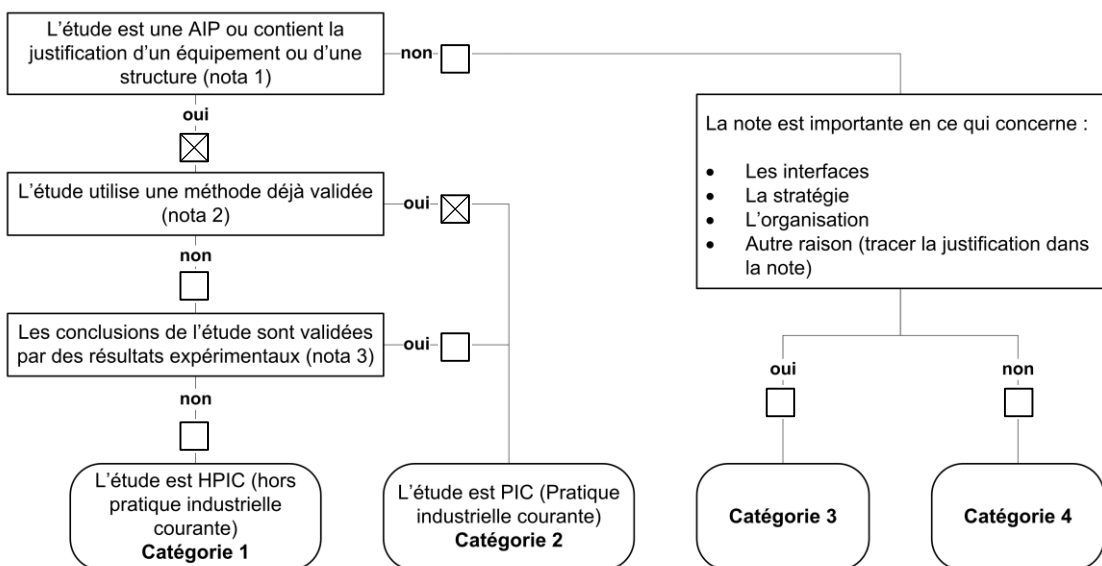 L’étude est une AIP ou contient la
justification d’un équipement ou d’une
structure (nota 1)
non
oui
La note est importante en ce qui concerne :
• Les interfaces
• La stratégie
• L’organisation
• Autre raison (tracer la justification dans
la note)
L’étude utilise une méthode déjà validée
(nota 2)
oui
non
Les conclusions de l’étude sont validées
par des résultats expérimentaux (nota 3)
oui
non
oui
non
L’étude est HPIC (hors
pratique industrielle
courante)
Catégorie 1
L’étude est PIC (Pratique
industrielle courante)
Catégorie 2
Catégorie 3
Catégorie 4